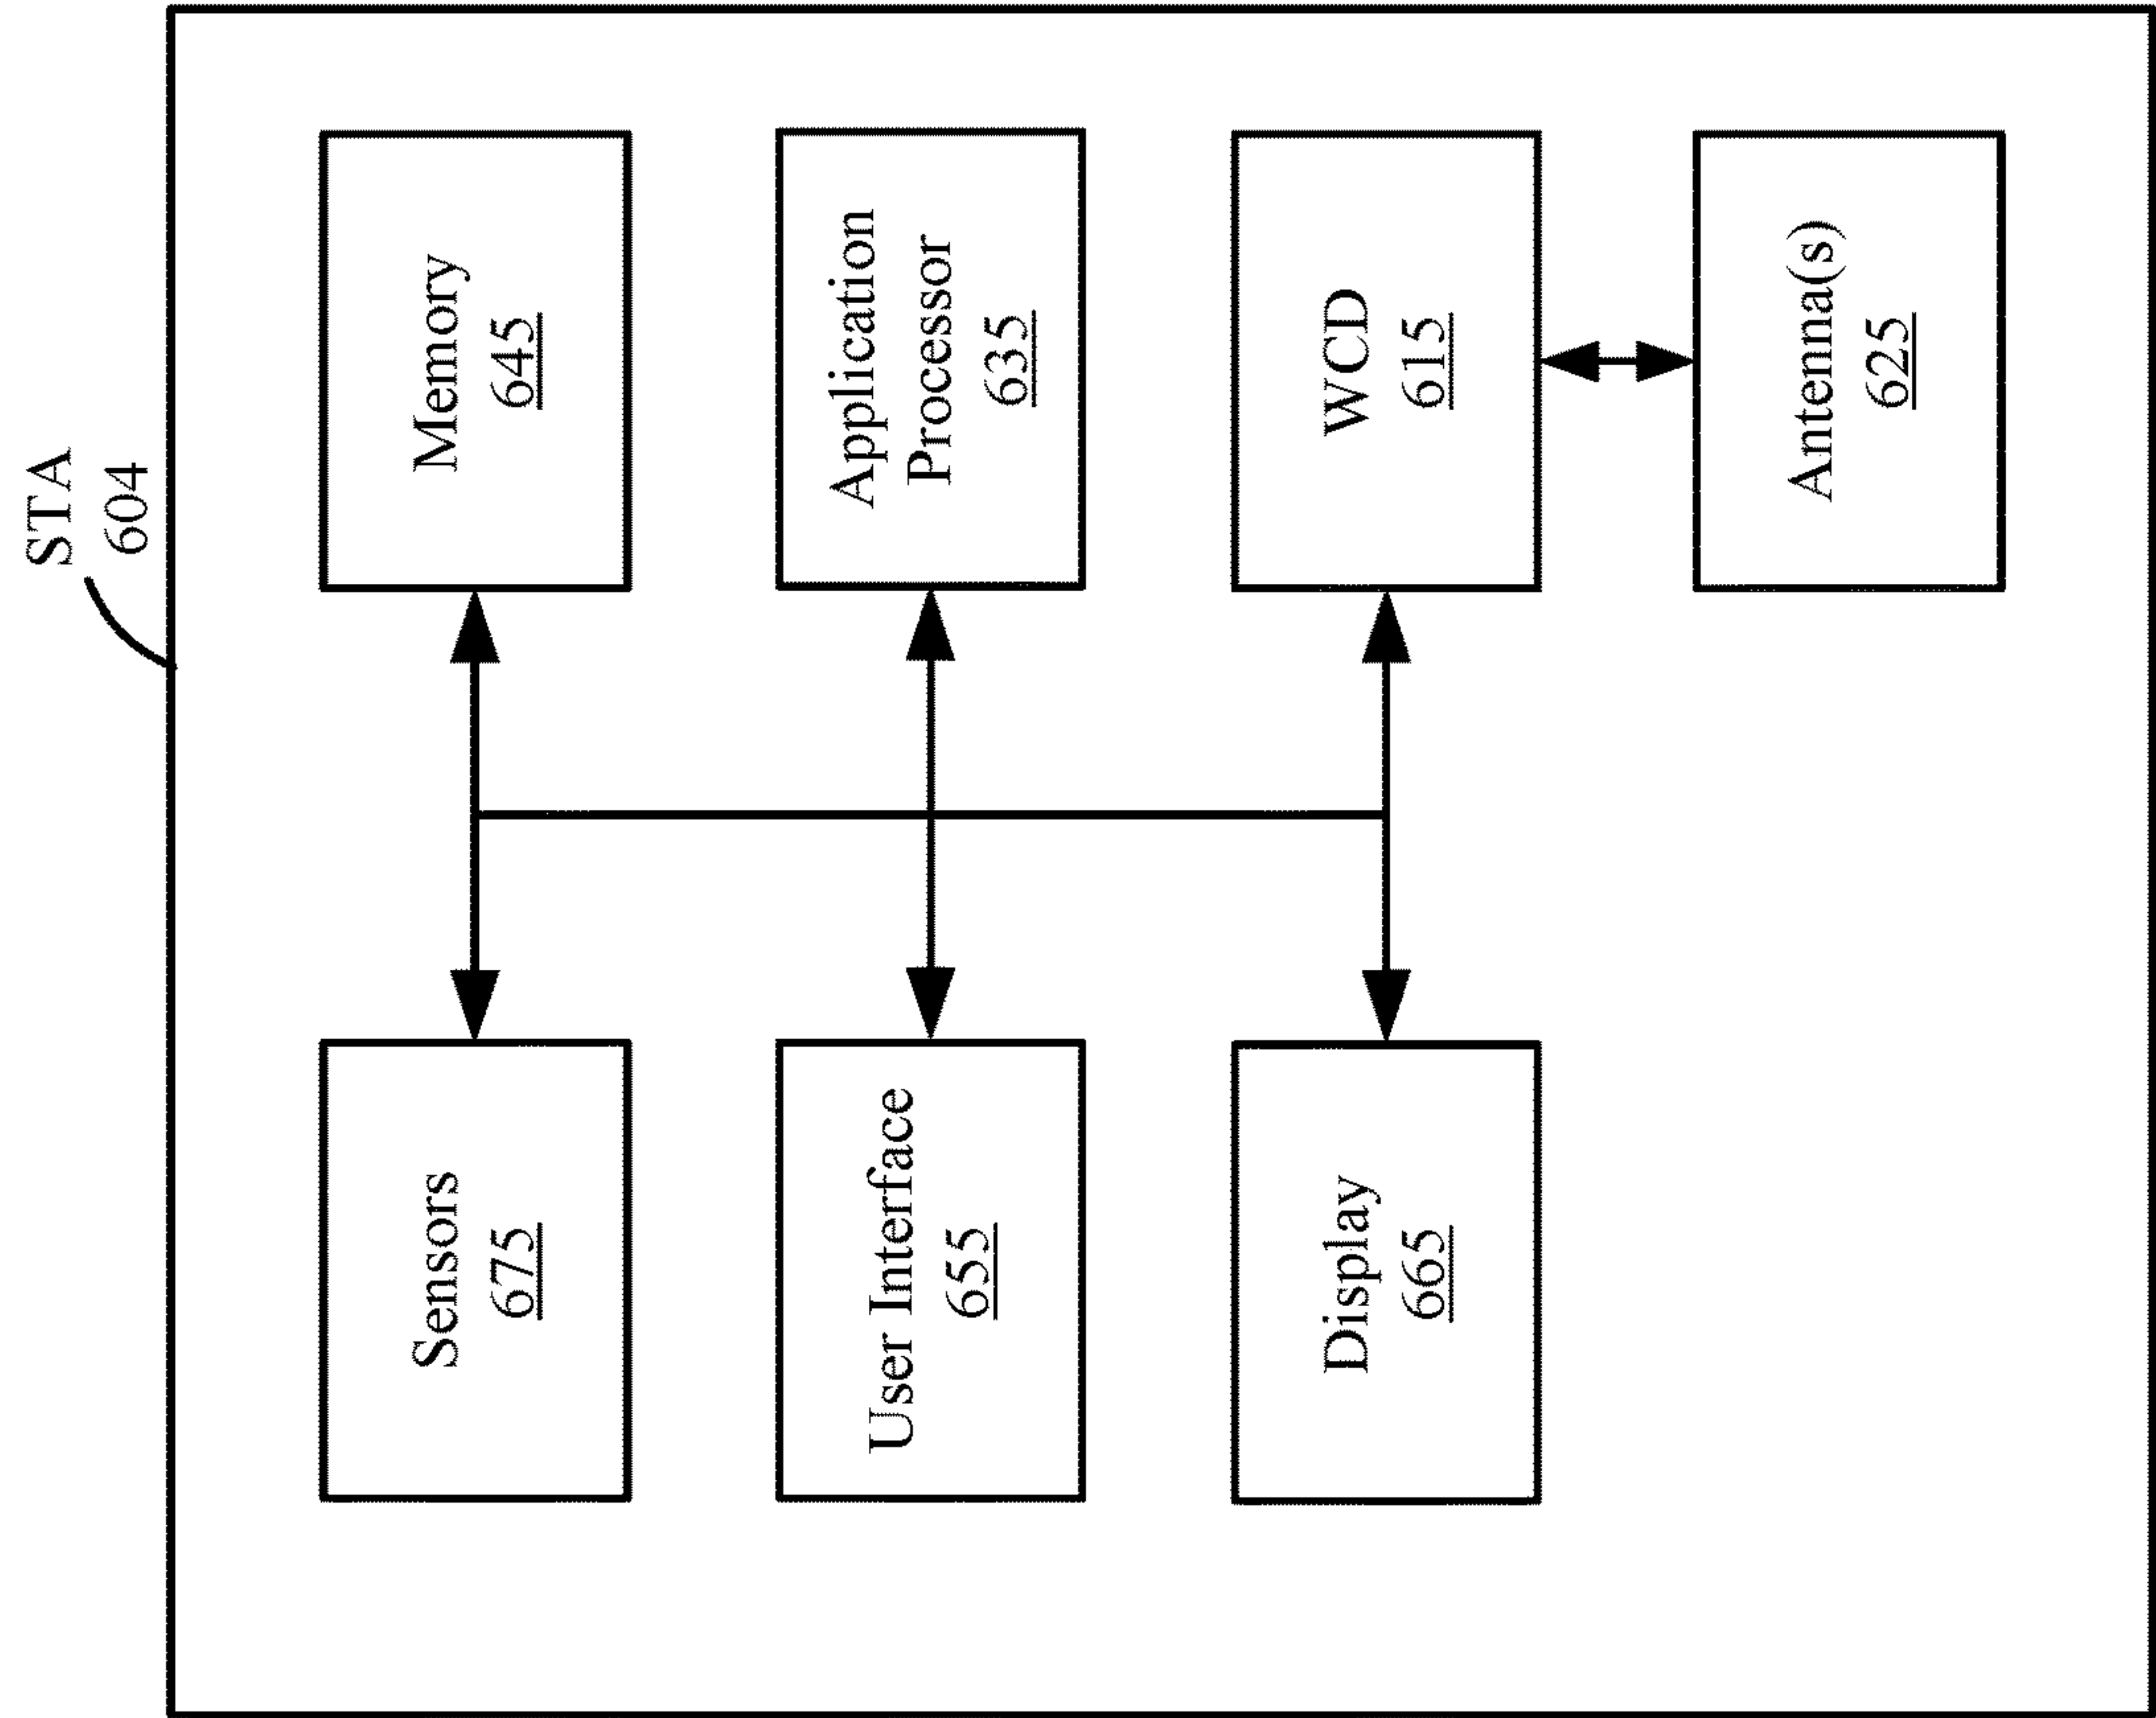 STA
604
Sensors
675
Memory
645
User Interface
655
Application
Processor
635
Display
665
WCD
615
Antenna(s)
625